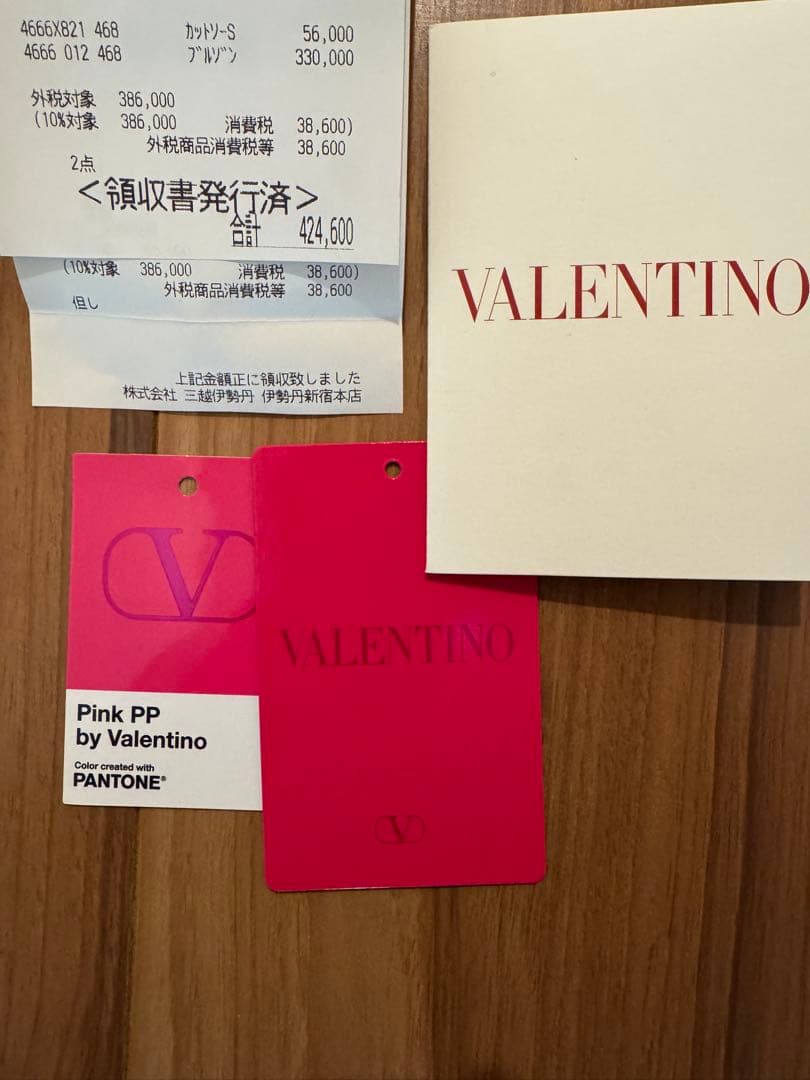 4666X821 468 カットソーS 56,000
4666 012 468 ブルゾン 330,000
外税対象 386,000
(10%対象 386,000 消費税 38,600)
外税商品消費税等 38,600
2点
<領収書発行済>
合計 424,600
(10%対象 386,000 消費税 38,600)
外税商品消費税等 38,600
但し
上記金額正に領収致しました
株式会社 三越伊勢丹 伊勢丹新宿本店
VALENTINO
V
Pink PP
by Valentino
Color created with
PANTONE®
VALENTINO
V